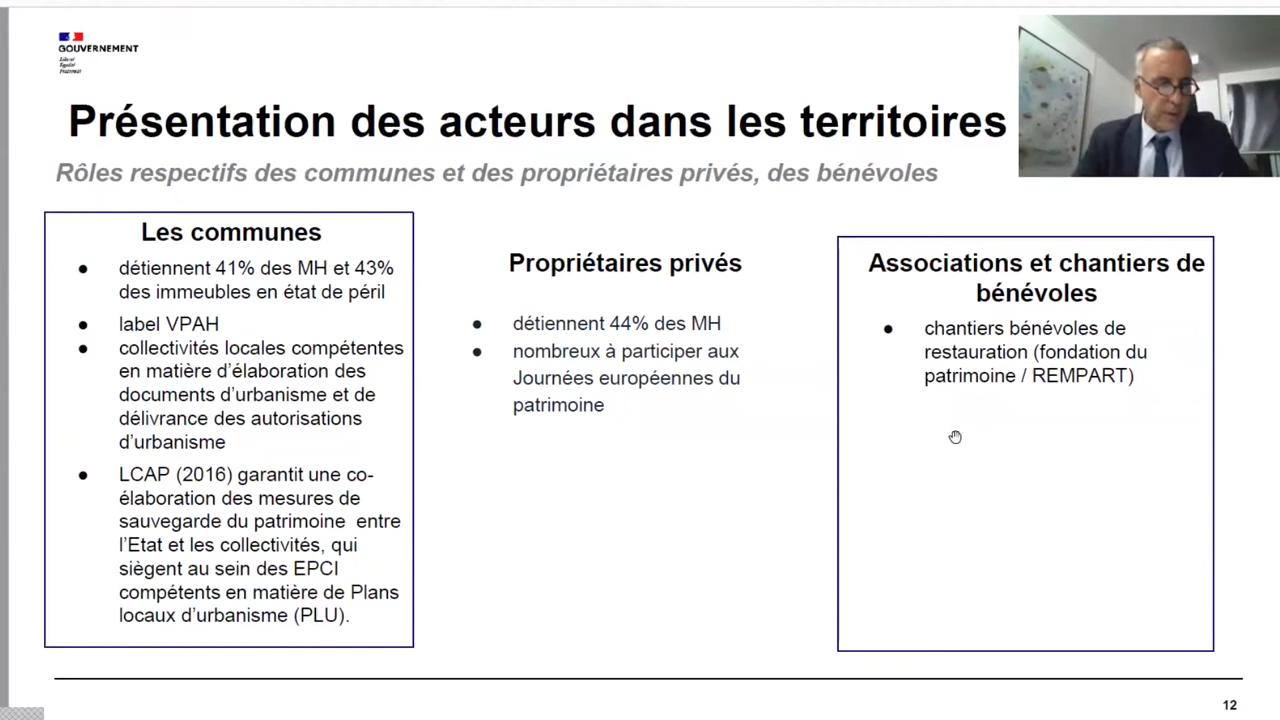 GOUVERNEMENT
Liberté
Égalité
Fraternité
Présentation des acteurs dans les territoires
Rôles respectifs des communes et des propriétaires privés, des bénévoles
Les communes
● détiennent 41% des MH et 43%
des immeubles en état de péril
● label VPAH
● collectivités locales compétentes
en matière d’élaboration des
documents d’urbanisme et de
délivrance des autorisations
d’urbanisme
● LCAP (2016) garantit une co-
élaboration des mesures de
sauvegarde du patrimoine entre
l’Etat et les collectivités, qui
siègent au sein des EPCI
compétents en matière de Plans
locaux d’urbanisme (PLU).
Propriétaires privés
● détiennent 44% des MH
● nombreux à participer aux
Journées européennes du
patrimoine
Associations et chantiers de
bénévoles
● chantiers bénévoles de
restauration (fondation du
patrimoine / REMPART)
12